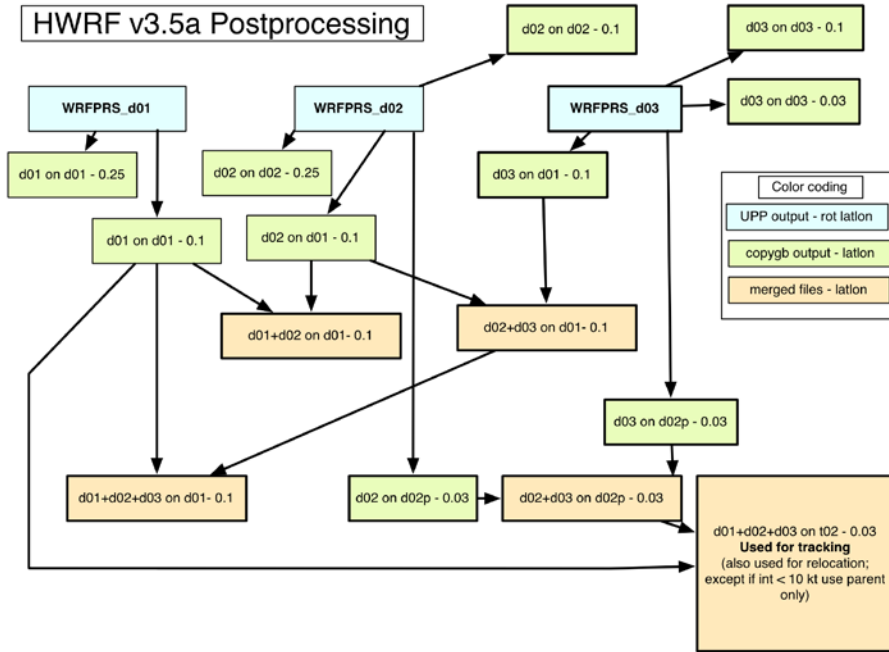 HWRF v3.5a Postprocessing
d02 on d02 - 0.1
d03 on d03 - 0.1
WRFPRS_d01
WRFPRS_d02
WRFPRS_d03
d03 on d03 - 0.03
d01 on d01 - 0.25
d02 on d02 - 0.25
d03 on d01 - 0.1
Color coding
UPP output - rot latlon
copygb output - latlon
merged files - latlon
d01 on d01 - 0.1
d02 on d01 - 0.1
d01+d02 on d01- 0.1
d02+d03 on d01- 0.1
d03 on d02p - 0.03
d01+d02+d03 on d01- 0.1
d02 on d02p - 0.03
d02+d03 on d02p - 0.03
d01+d02+d03 on t02 - 0.03
Used for tracking
(also used for relocation;
except if int < 10 kt use parent
only)